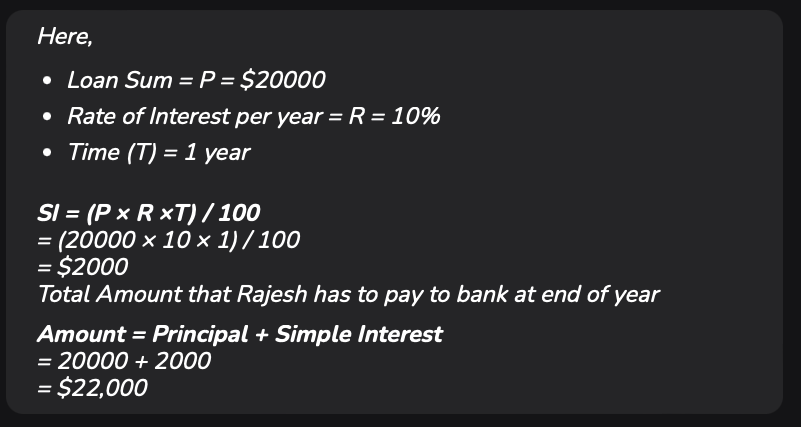 Here,
• Loan Sum = P = $20000
• Rate of Interest per year = R = 10%
• Time (T) = 1 year
SI = (P × R ×T) / 100
= (20000 × 10 × 1) / 100
= $2000
Total Amount that Rajesh has to pay to bank at end of year
Amount = Principal + Simple Interest
= 20000 + 2000
= $22,000